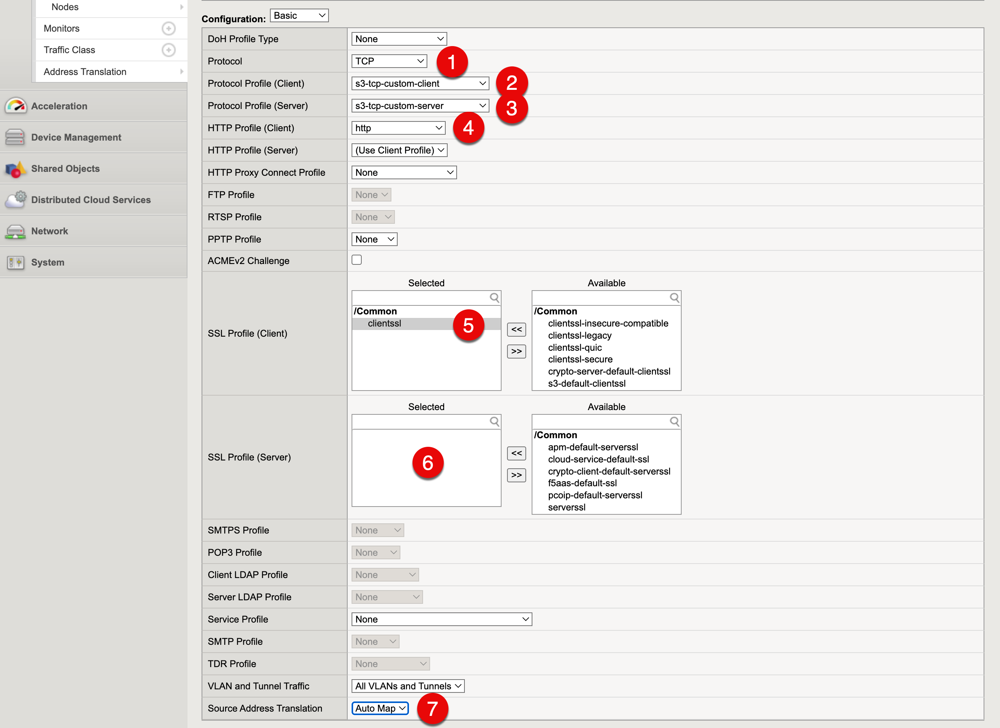 Nodes
Monitors
Traffic Class
Address Translation
Acceleration
Device Management
Shared Objects
Distributed Cloud Services
Network
System
Configuration: Basic
DoH Profile Type None
Protocol TCP 1
Protocol Profile (Client) s3-tcp-custom-client 2
Protocol Profile (Server) s3-tcp-custom-server 3
HTTP Profile (Client) http 4
HTTP Profile (Server) (Use Client Profile)
HTTP Proxy Connect Profile None
FTP Profile None
RTSP Profile None
PPTP Profile None
ACMEv2 Challenge
SSL Profile (Client)
Selected
/Common
clientssl 5
<<
>>
Available
/Common
clientssl-insecure-compatible
clientssl-legacy
clientssl-quic
clientssl-secure
crypto-server-default-clientssl
s3-default-clientssl
SSL Profile (Server)
Selected
6
<<
>>
Available
/Common
apm-default-serverssl
cloud-service-default-ssl
crypto-client-default-serverssl
f5aas-default-ssl
pcoip-default-serverssl
serverssl
SMTPS Profile None
POP3 Profile None
Client LDAP Profile None
Server LDAP Profile None
Service Profile None
SMTP Profile None
TDR Profile None
VLAN and Tunnel Traffic All VLANs and Tunnels
Source Address Translation Auto Map 7